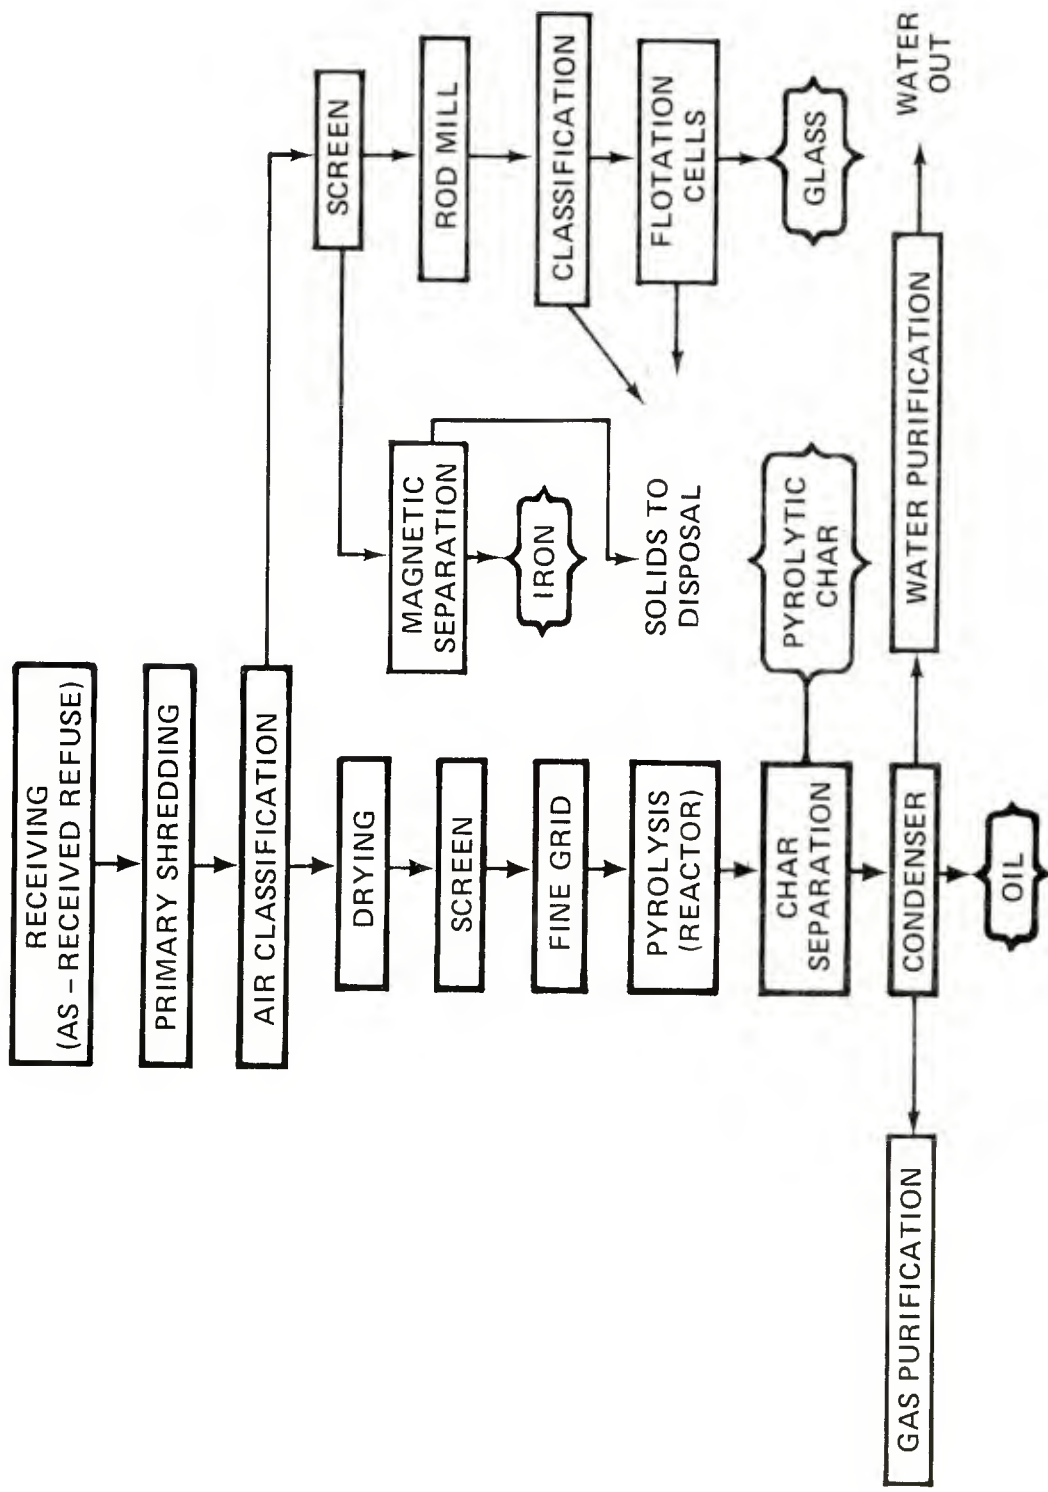 RECEIVING
(AS – RECEIVED REFUSE)
PRIMARY SHREDDING
AIR CLASSIFICATION
DRYING
SCREEN
FINE GRID
PYROLYSIS
(REACTOR)
CHAR
SEPARATION
PYROLYTIC
CHAR
CONDENSER
OIL
GAS PURIFICATION
WATER PURIFICATION
WATER
OUT
SCREEN
MAGNETIC
SEPARATION
IRON
SOLIDS TO
DISPOSAL
ROD MILL
CLASSIFICATION
FLOTATION
CELLS
GLASS